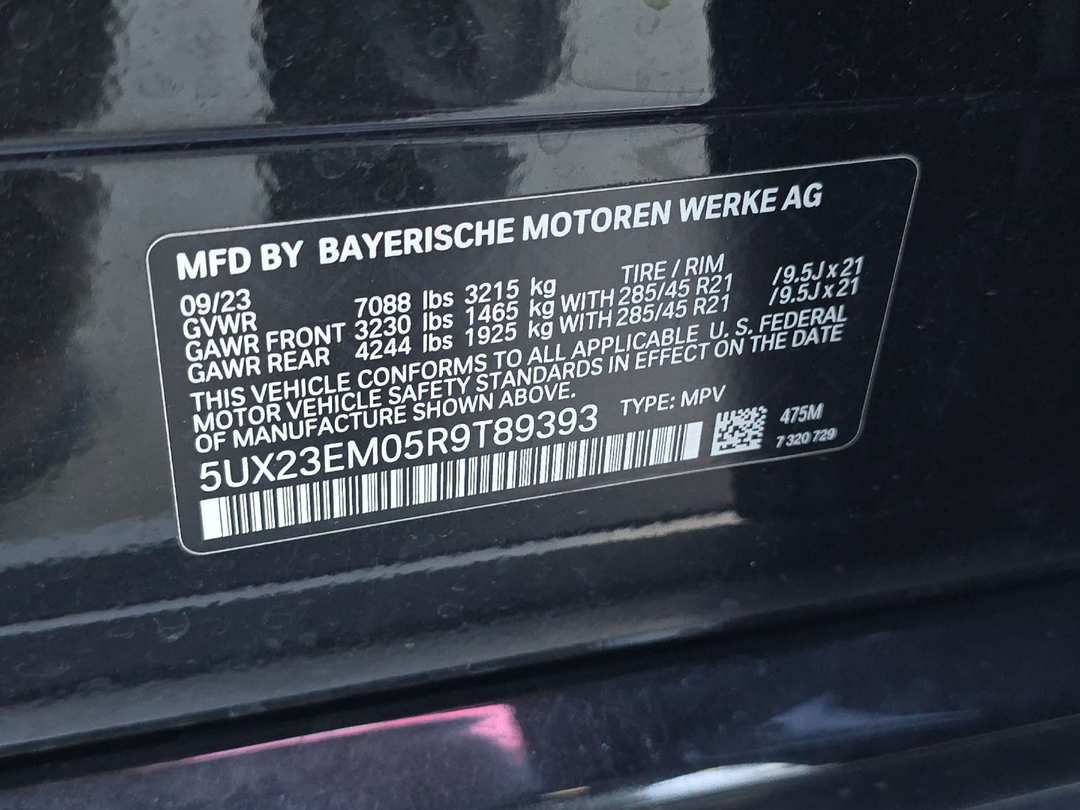 MFD BY BAYERISCHE MOTOREN WERKE AG
09/23 TIRE / RIM
GVWR 7088 lbs 3215 kg
GAWR FRONT 3230 lbs 1465 kg WITH 285/45 R21 /9.5J x 21
GAWR REAR 4244 lbs 1925 kg WITH 285/45 R21 /9.5J x 21
THIS VEHICLE CONFORMS TO ALL APPLICABLE U. S. FEDERAL
MOTOR VEHICLE SAFETY STANDARDS IN EFFECT ON THE DATE
OF MANUFACTURE SHOWN ABOVE.
5UX23EM05R9T89393 TYPE: MPV
475M
7 320 729